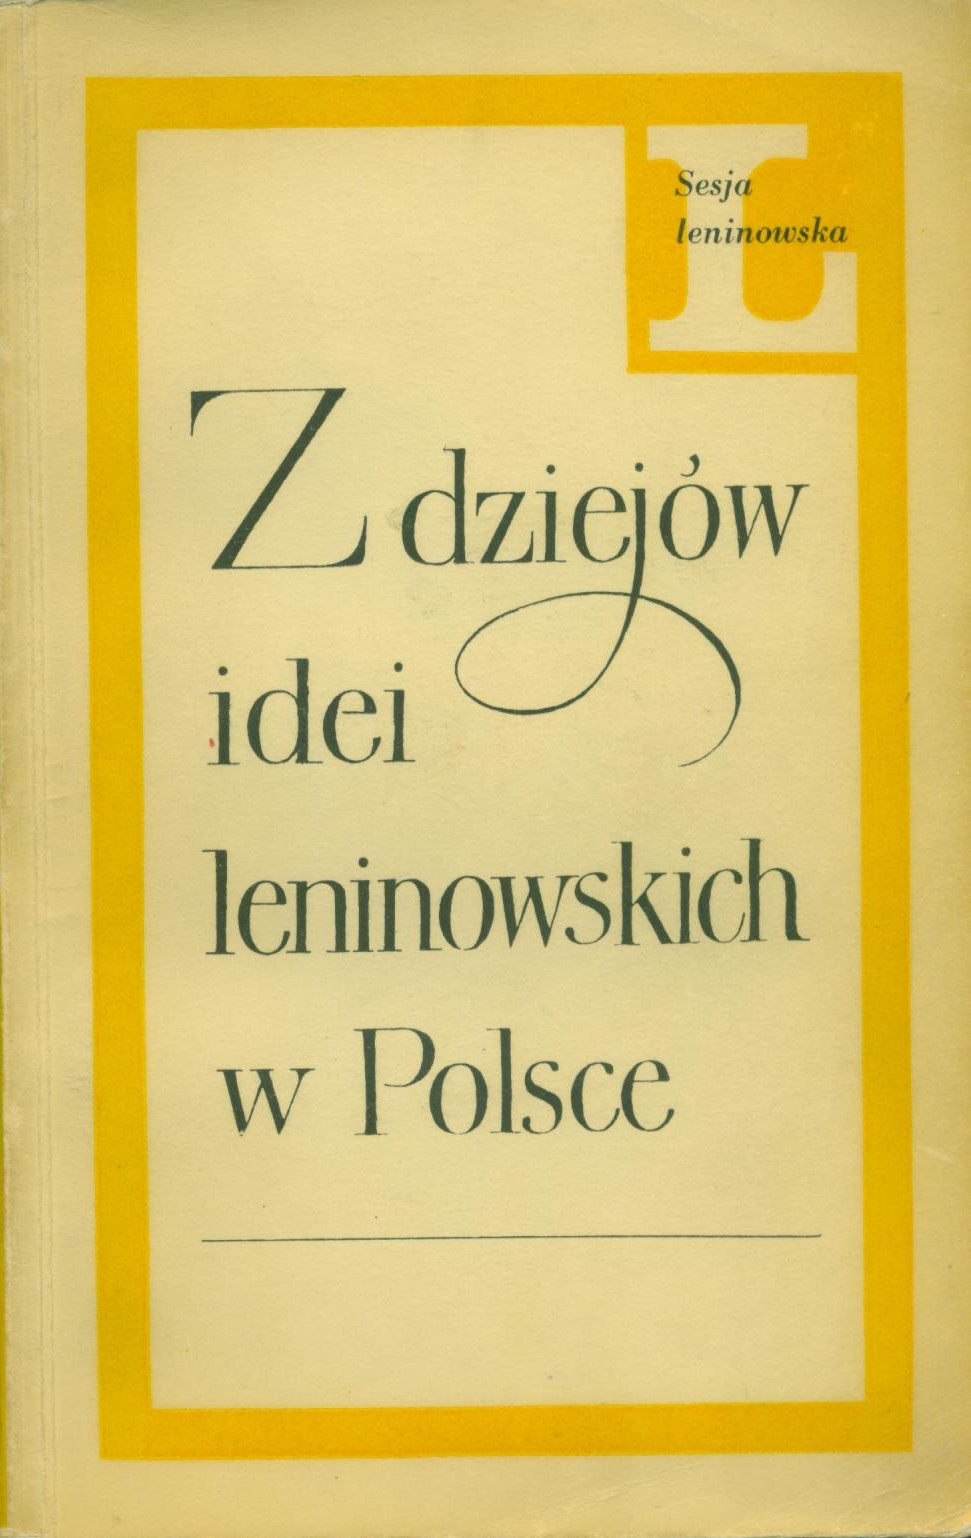 L
Sesja
leninowska
Z dziejów
idei
leninowskich
w Polsce